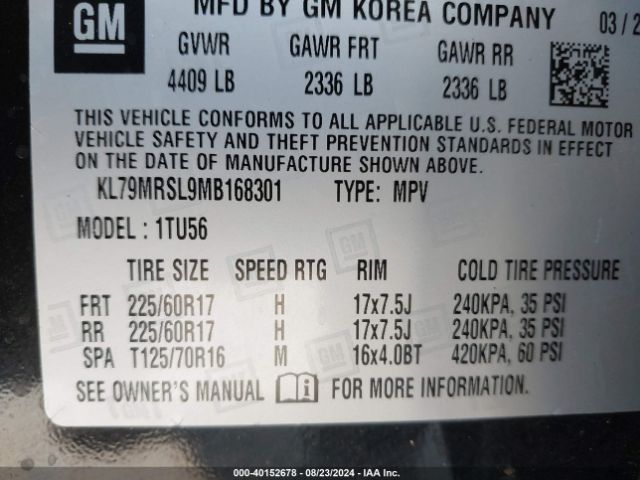 GM
MFD BY GM KOREA COMPANY 03 / 2
GVWR GAWR FRT GAWR RR
4409 LB 2336 LB 2336 LB
THIS VEHICLE CONFORMS TO ALL APPLICABLE U.S. FEDERAL MOTOR
VEHICLE SAFETY AND THEFT PREVENTION STANDARDS IN EFFECT
ON THE DATE OF MANUFACTURE SHOWN ABOVE.
KL79MRSL9MB168301 TYPE: MPV
MODEL: 1TU56
TIRE SIZE SPEED RTG RIM COLD TIRE PRESSURE
FRT 225/60R17 H 17x7.5J 240KPA, 35 PSI
RR 225/60R17 H 17x7.5J 240KPA, 35 PSI
SPA T125/70R16 M 16x4.0BT 420KPA, 60 PSI
SEE OWNER'S MANUAL FOR MORE INFORMATION.
000-40152678 - 08/23/2024 - IAA Inc.